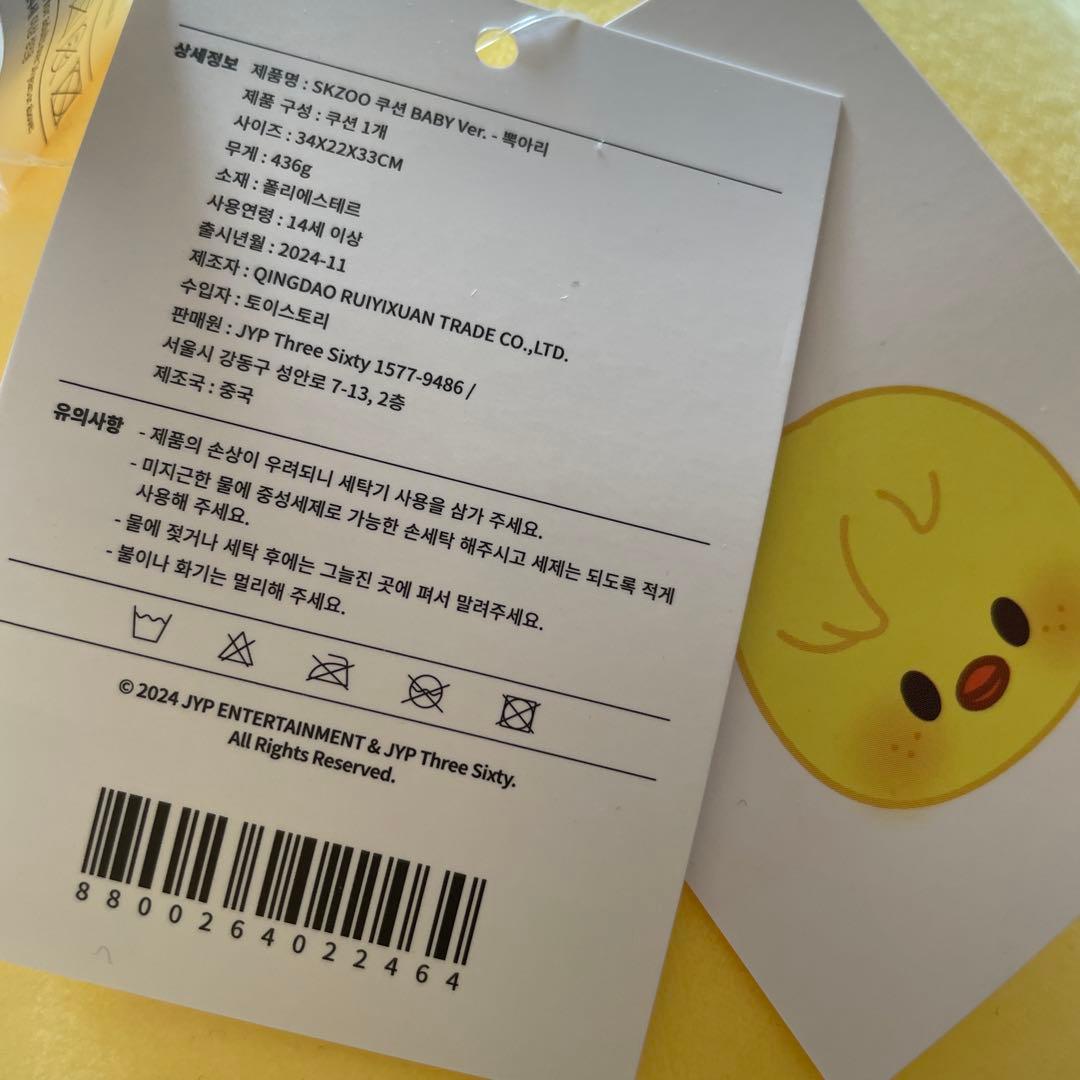 상세정보
제품명 : SKZOO 쿠션 BABY Ver. - 뽁아리
제품 구성 : 쿠션 1개
사이즈 : 34X22X33CM
무게 : 436g
소재 : 폴리에스테르
사용연령 : 14세 이상
출시년월 : 2024-11
제조자 : QINGDAO RUIYIXUAN TRADE CO.,LTD.
수입자 : 토이스토리
판매원 : JYP Three Sixty 1577-9486 /
서울시 강동구 성안로 7-13, 2층
제조국 : 중국
유의사항
- 제품의 손상이 우려되니 세탁기 사용을 삼가 주세요.
- 미지근한 물에 중성세제로 가능한 손세탁 해주시고 세제는 되도록 적게
사용해 주세요.
- 물에 젖거나 세탁 후에는 그늘진 곳에 펴서 말려주세요.
- 불이나 화기는 멀리해 주세요.
© 2024 JYP ENTERTAINMENT & JYP Three Sixty.
All Rights Reserved.
8800264022464